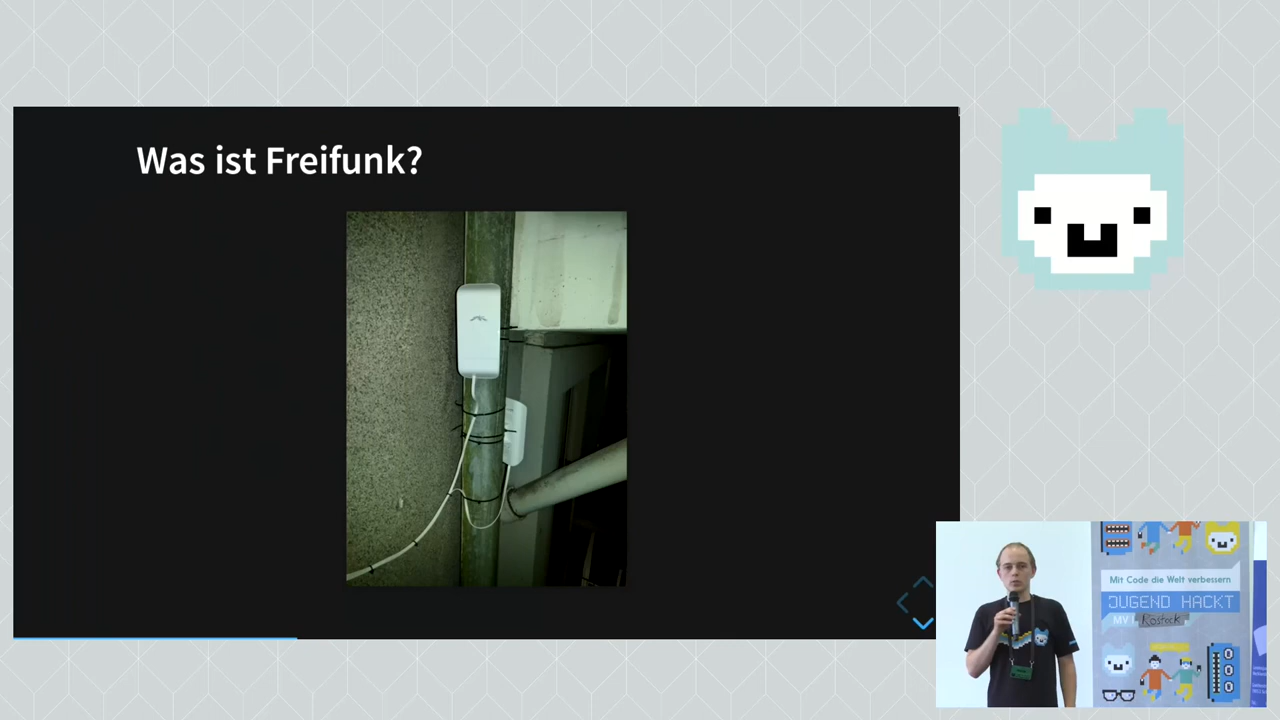 Was ist Freifunk?
Mit Code die Welt verbessern
JUGEND HACKT
MV
Rostock